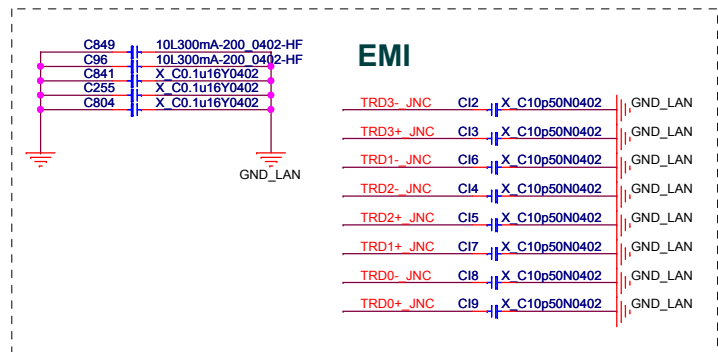 C849 10L300mA-200_0402-HF
C96 10L300mA-200_0402-HF
C841 X_C0.1u16Y0402
C255 X_C0.1u16Y0402
C804 X_C0.1u16Y0402
GND_LAN
EMI
TRD3-_JNC CI2 X_C10p50N0402 GND_LAN
TRD3+_JNC CI3 X_C10p50N0402 GND_LAN
TRD1-_JNC CI6 X_C10p50N0402 GND_LAN
TRD2-_JNC CI4 X_C10p50N0402 GND_LAN
TRD2+_JNC CI5 X_C10p50N0402 GND_LAN
TRD1+_JNC CI7 X_C10p50N0402 GND_LAN
TRD0-_JNC CI8 X_C10p50N0402 GND_LAN
TRD0+_JNC CI9 X_C10p50N0402 GND_LAN